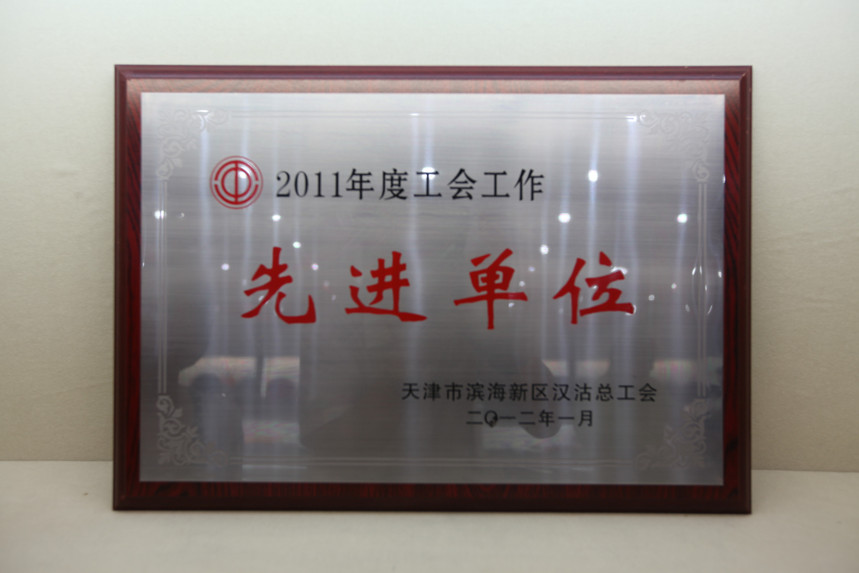 2011年度工会工作
先进单位
天津市滨海新区汉沽总工会
二〇一二年一月